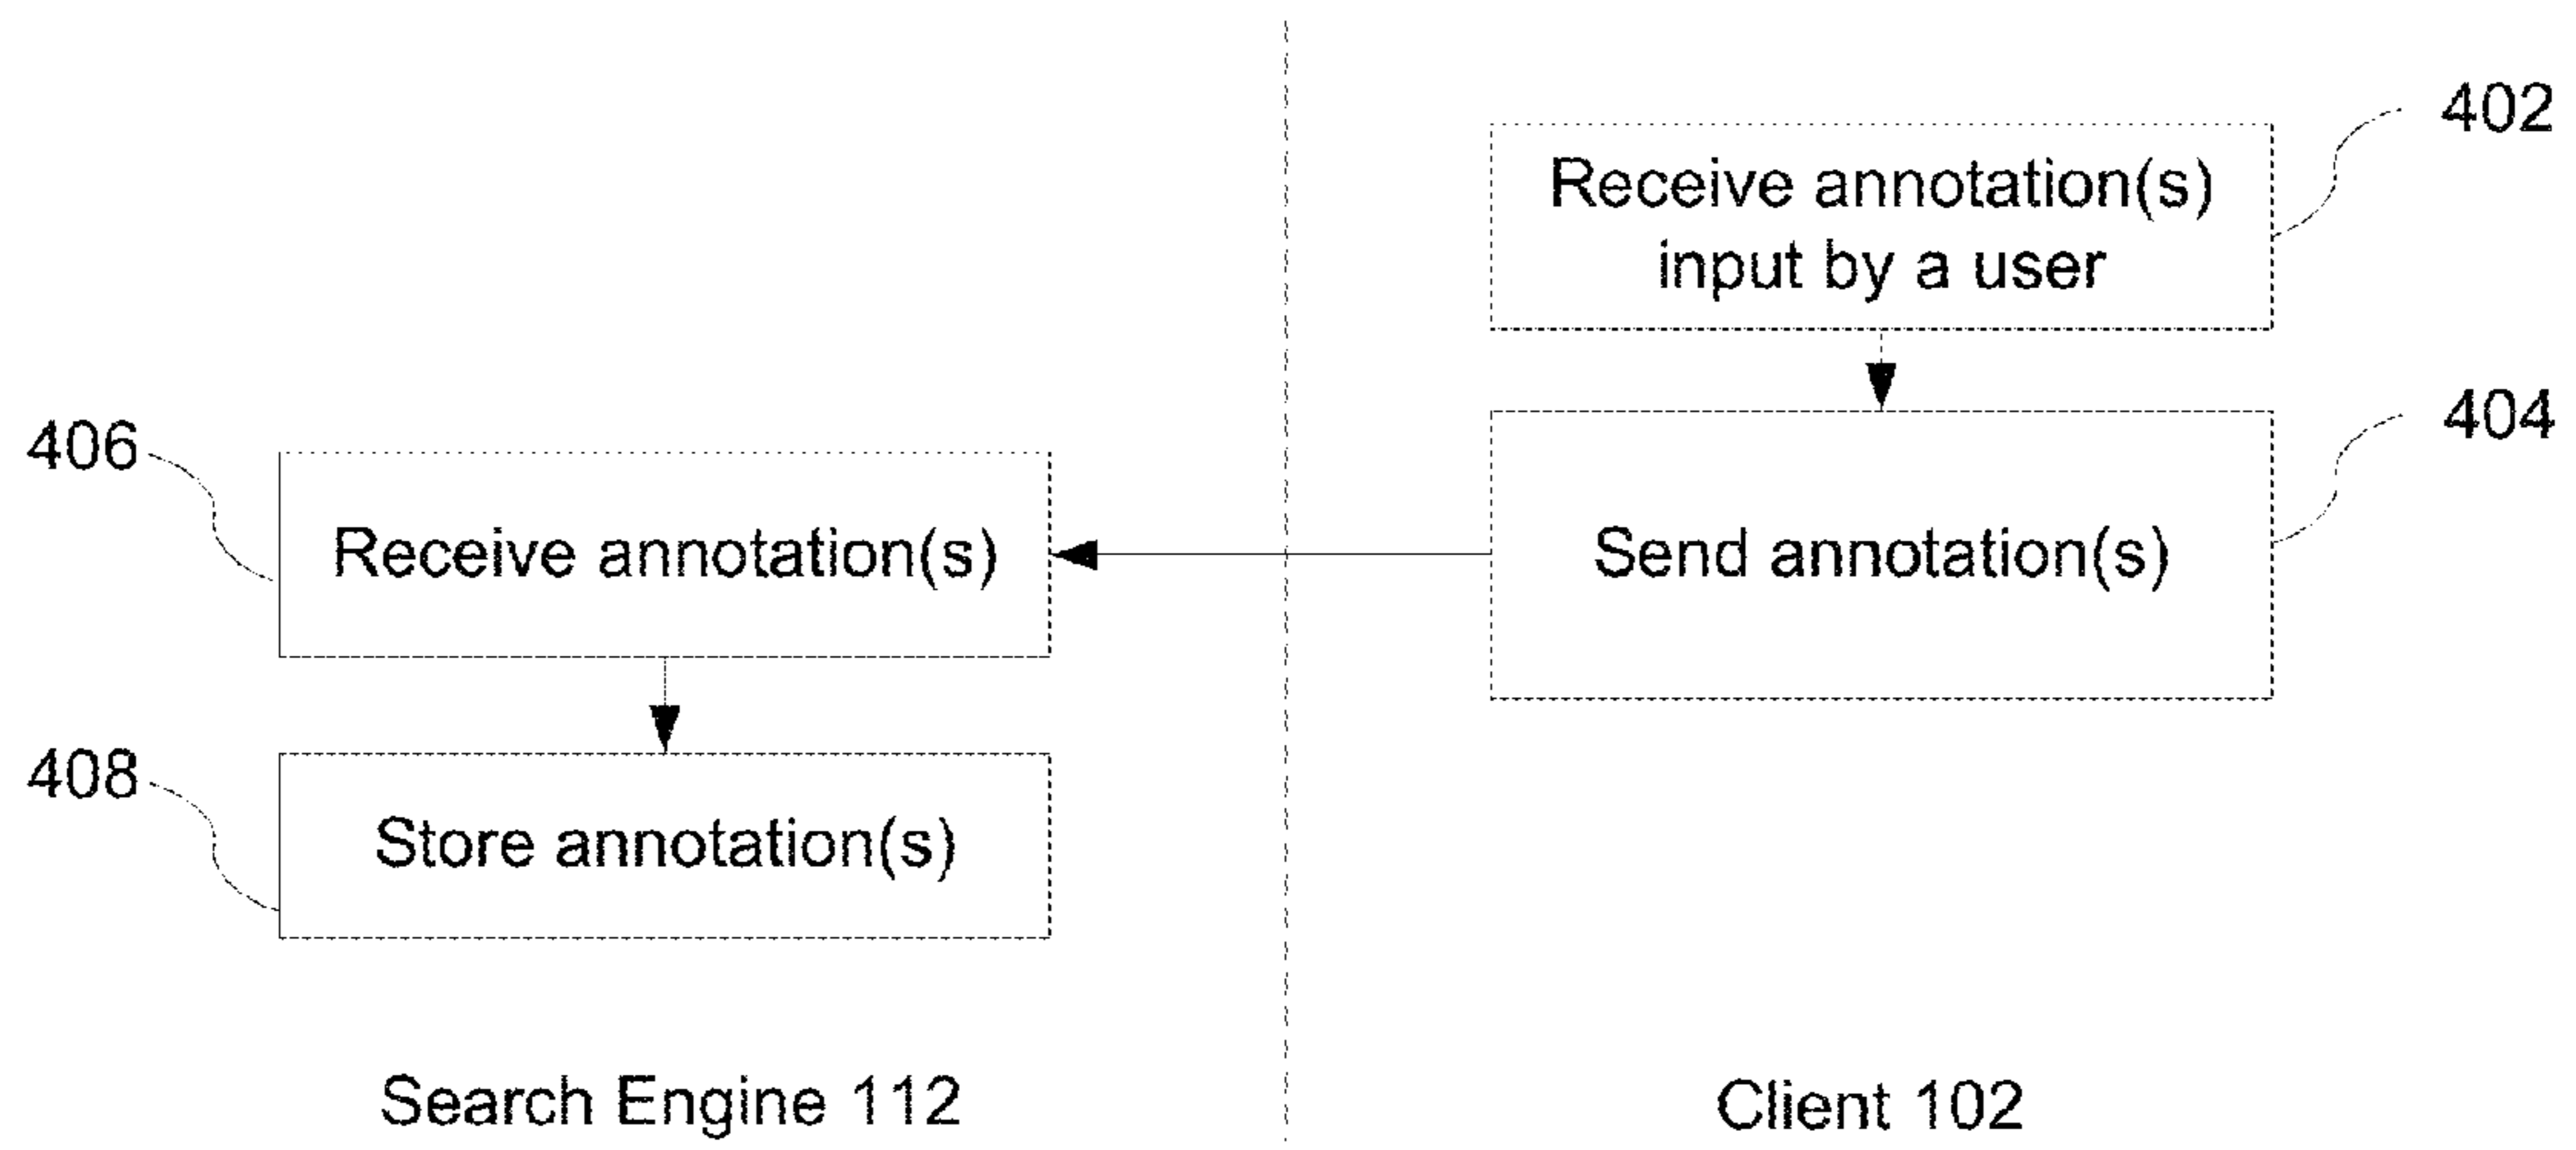 402
Receive annotation(s)
input by a user
404
Send annotation(s)
406
Receive annotation(s)
408
Store annotation(s)
Search Engine 112
Client 102